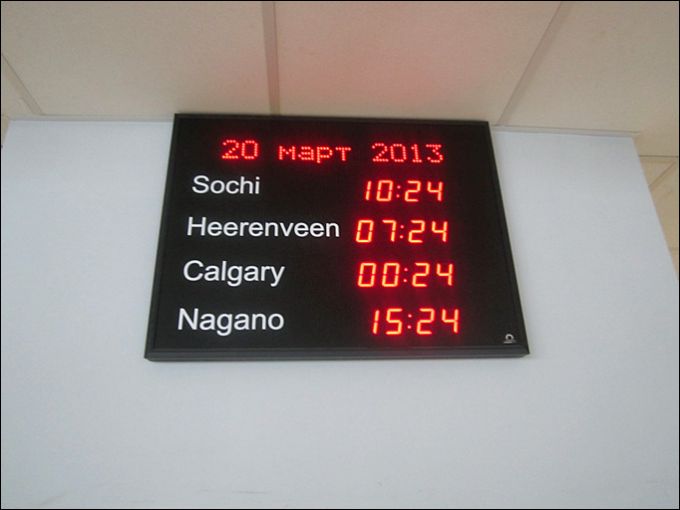 20 март 2013
Sochi 10:24
Heerenveen 07:24
Calgary 00:24
Nagano 15:24